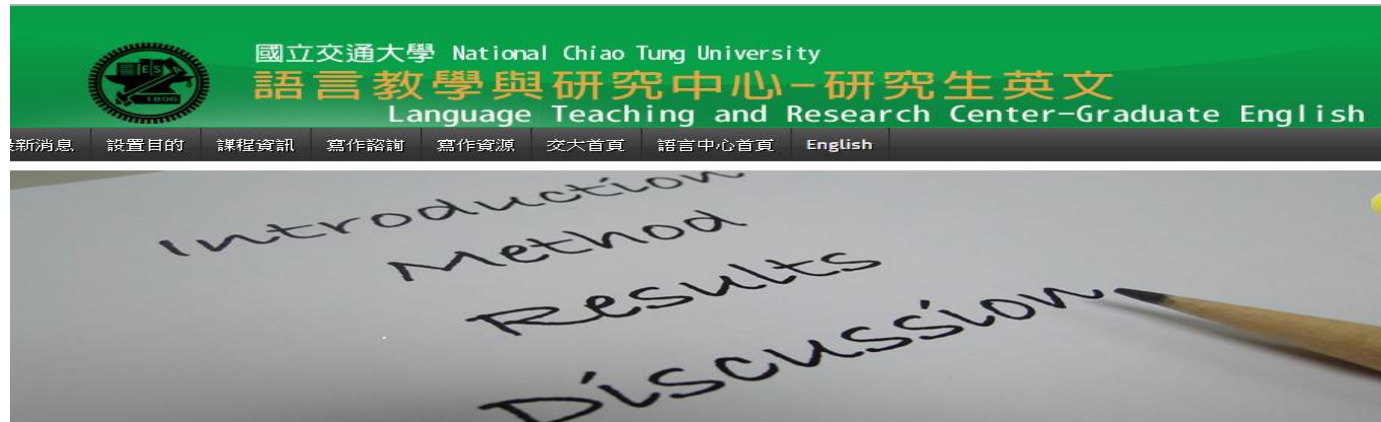 國立交通大學 National Chiao Tung University
語言教學與研究中心-研究生英文
Language Teaching and Research Center-Graduate English
最新消息 設置目的 課程資訊 寫作諮詢 寫作資源 交大首頁 語言中心首頁 English
Introduction
Method
Results
Discussion
1896